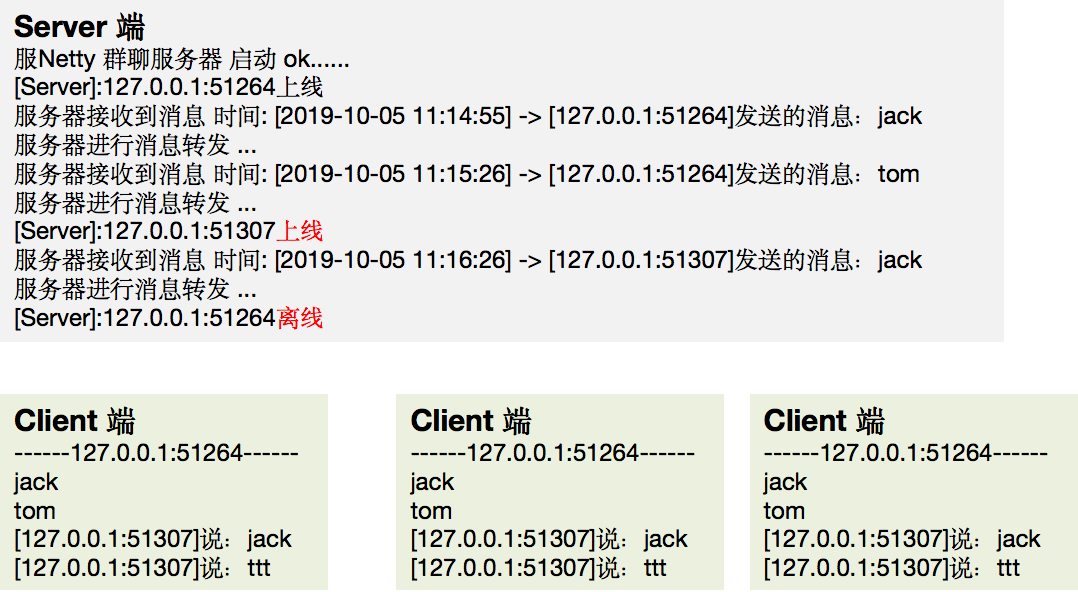 Server 端
服Netty 群聊服务器 启动 ok......
[Server]:127.0.0.1:51264上线
服务器接收到消息 时间: [2019-10-05 11:14:55] -> [127.0.0.1:51264]发送的消息：jack
服务器进行消息转发 ...
服务器接收到消息 时间: [2019-10-05 11:15:26] -> [127.0.0.1:51264]发送的消息：tom
服务器进行消息转发 ...
[Server]:127.0.0.1:51307上线
服务器接收到消息 时间: [2019-10-05 11:16:26] -> [127.0.0.1:51307]发送的消息：jack
服务器进行消息转发 ...
[Server]:127.0.0.1:51264离线
Client 端
------127.0.0.1:51264------
jack
tom
[127.0.0.1:51307]说：jack
[127.0.0.1:51307]说：ttt
Client 端
------127.0.0.1:51264------
jack
tom
[127.0.0.1:51307]说：jack
[127.0.0.1:51307]说：ttt
Client 端
------127.0.0.1:51264------
jack
tom
[127.0.0.1:51307]说：jack
[127.0.0.1:51307]说：ttt